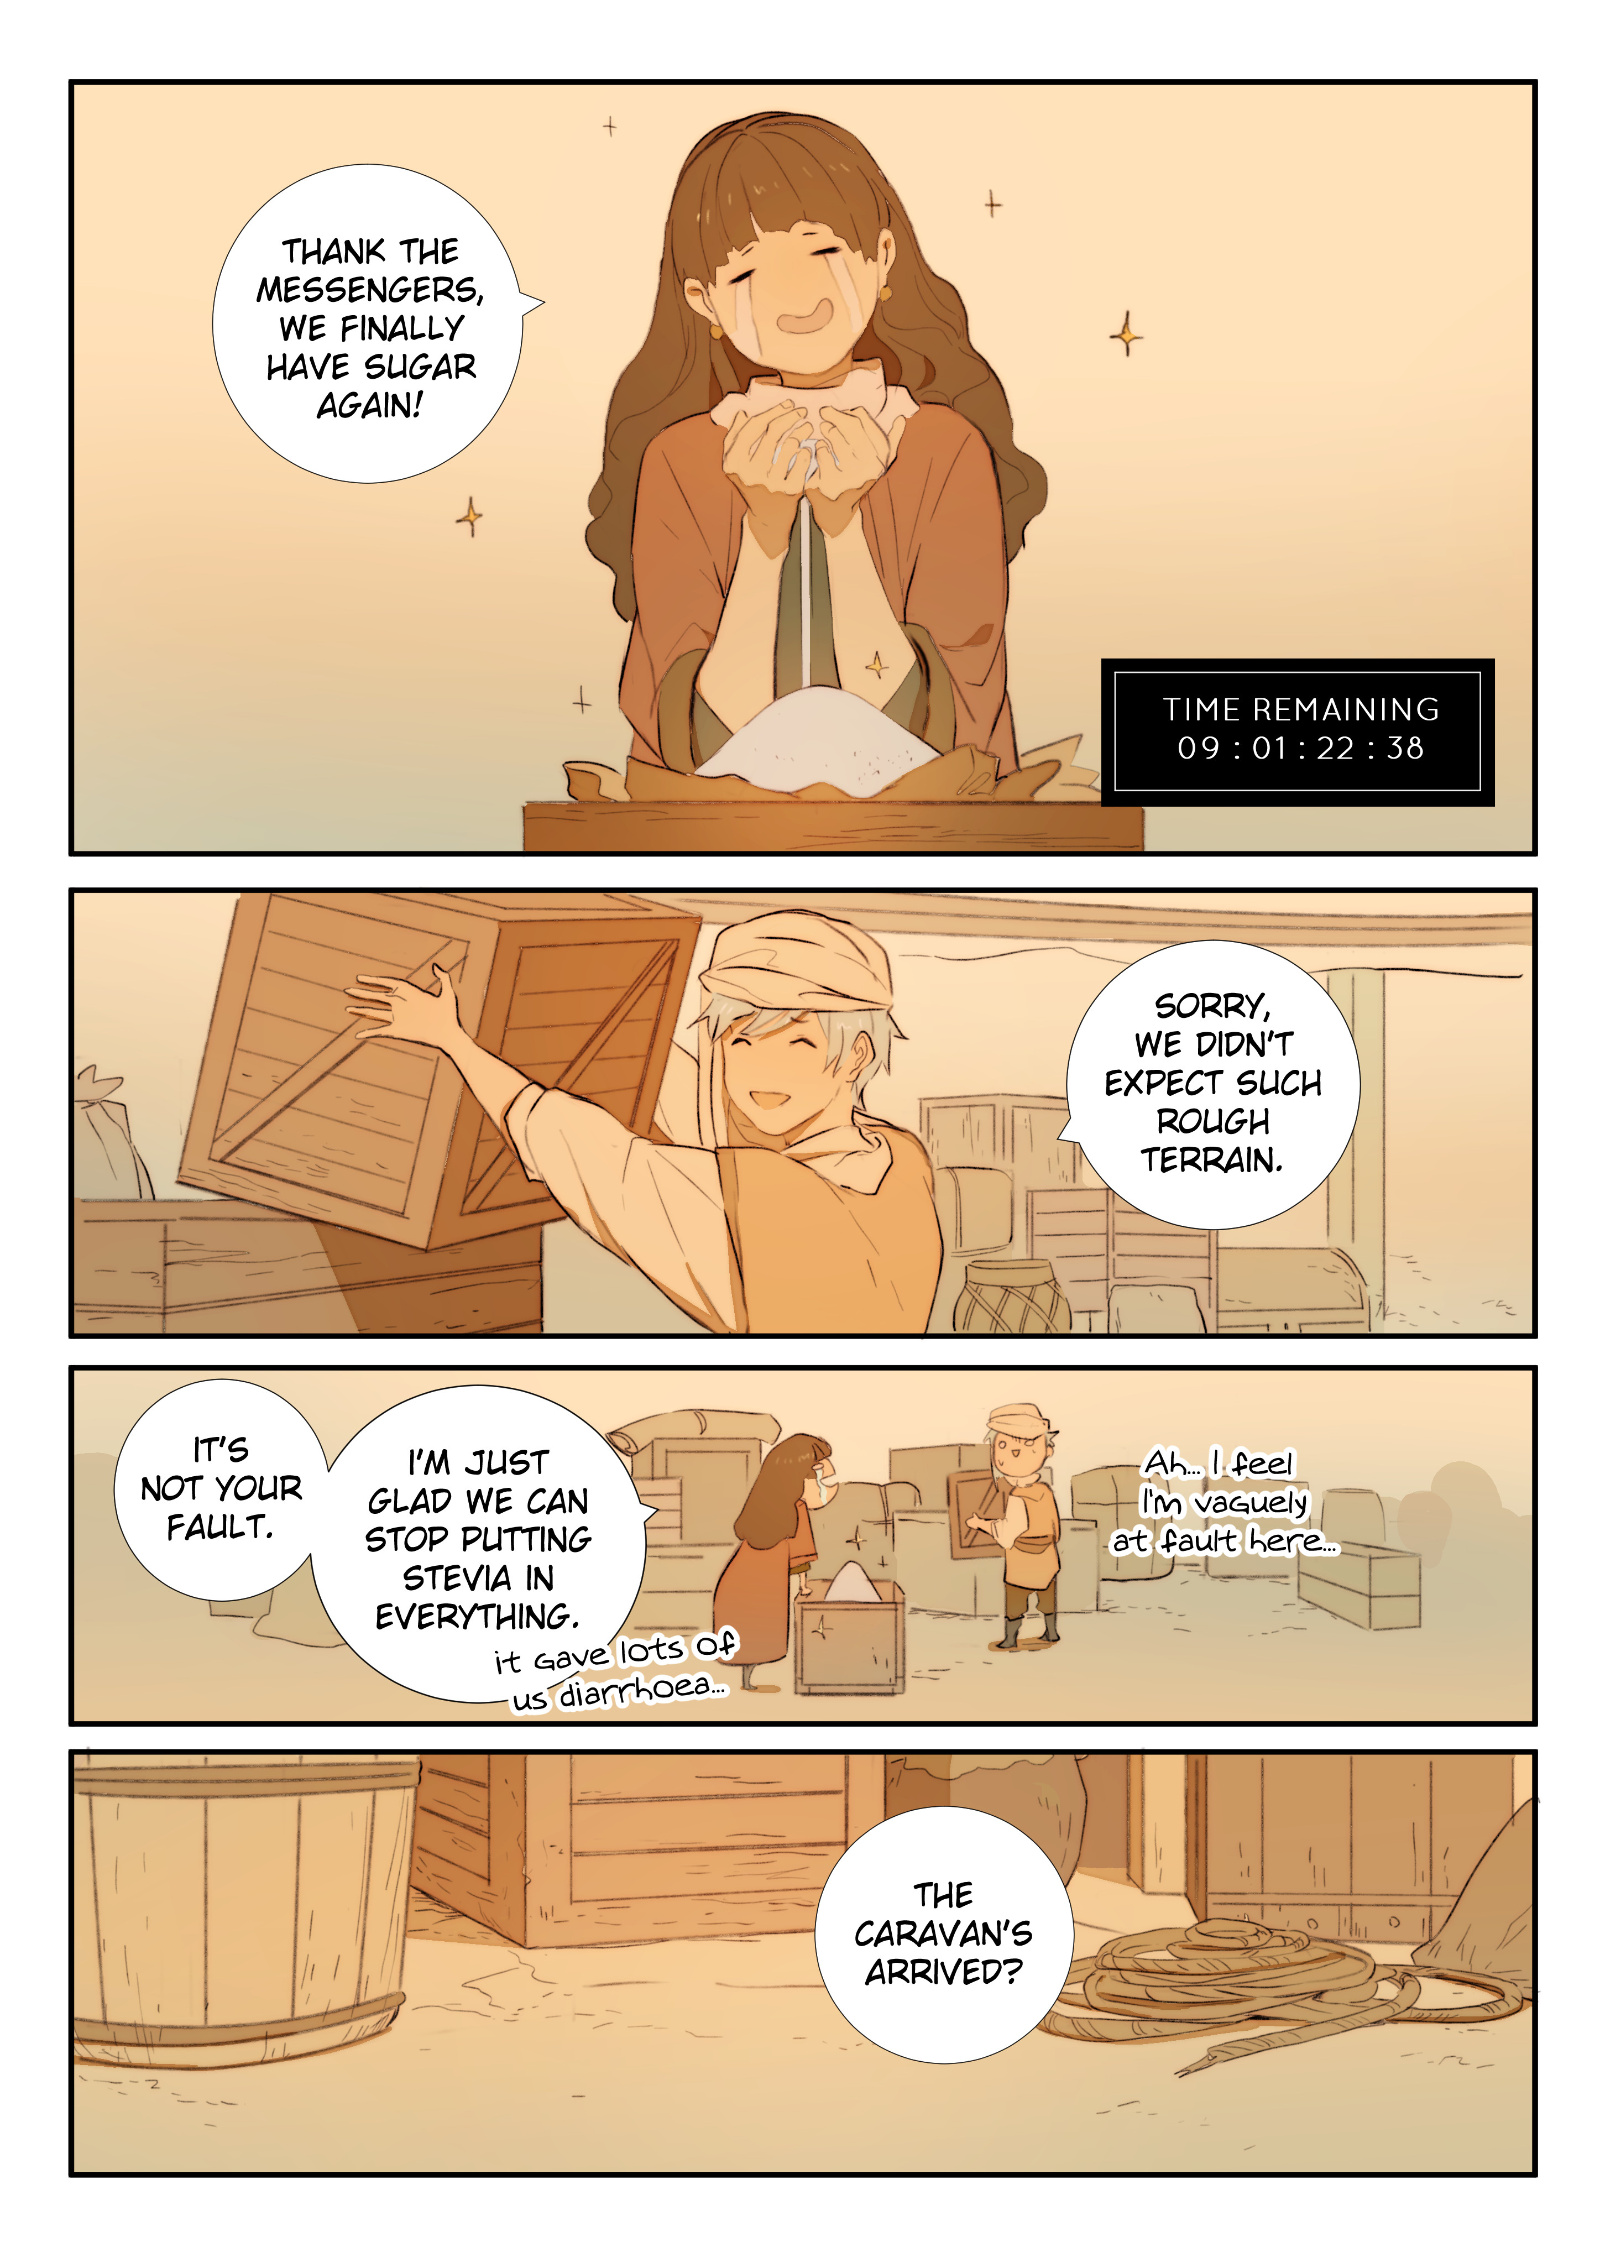 THANK THE
MESSENGERS,
WE FINALLY
HAVE SUGAR
AGAIN!
TIME REMAINING
09 : 01 : 22 : 38
SORRY,
WE DIDN'T
EXPECT SUCH
ROUGH
TERRAIN.
IT'S
NOT YOUR
FAULT.
I'M JUST
GLAD WE CAN
STOP PUTTING
STEVIA IN
EVERYTHING.
it gave lots of
us diarrhoea...
Ah... I feel
I'm vaguely
at fault here...
THE
CARAVAN'S
ARRIVED?